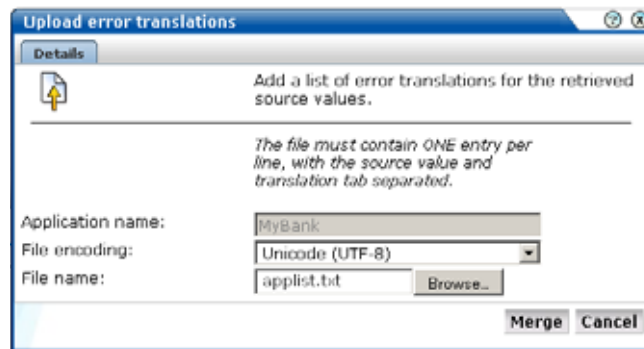 Upload error translations
Details
Add a list of error translations for the retrieved
source values.
The file must contain ONE entry per
line, with the source value and
translation tab separated.
Application name: MyBank
File encoding: Unicode (UTF-8)
File name: applist.txt Browse...
Merge Cancel